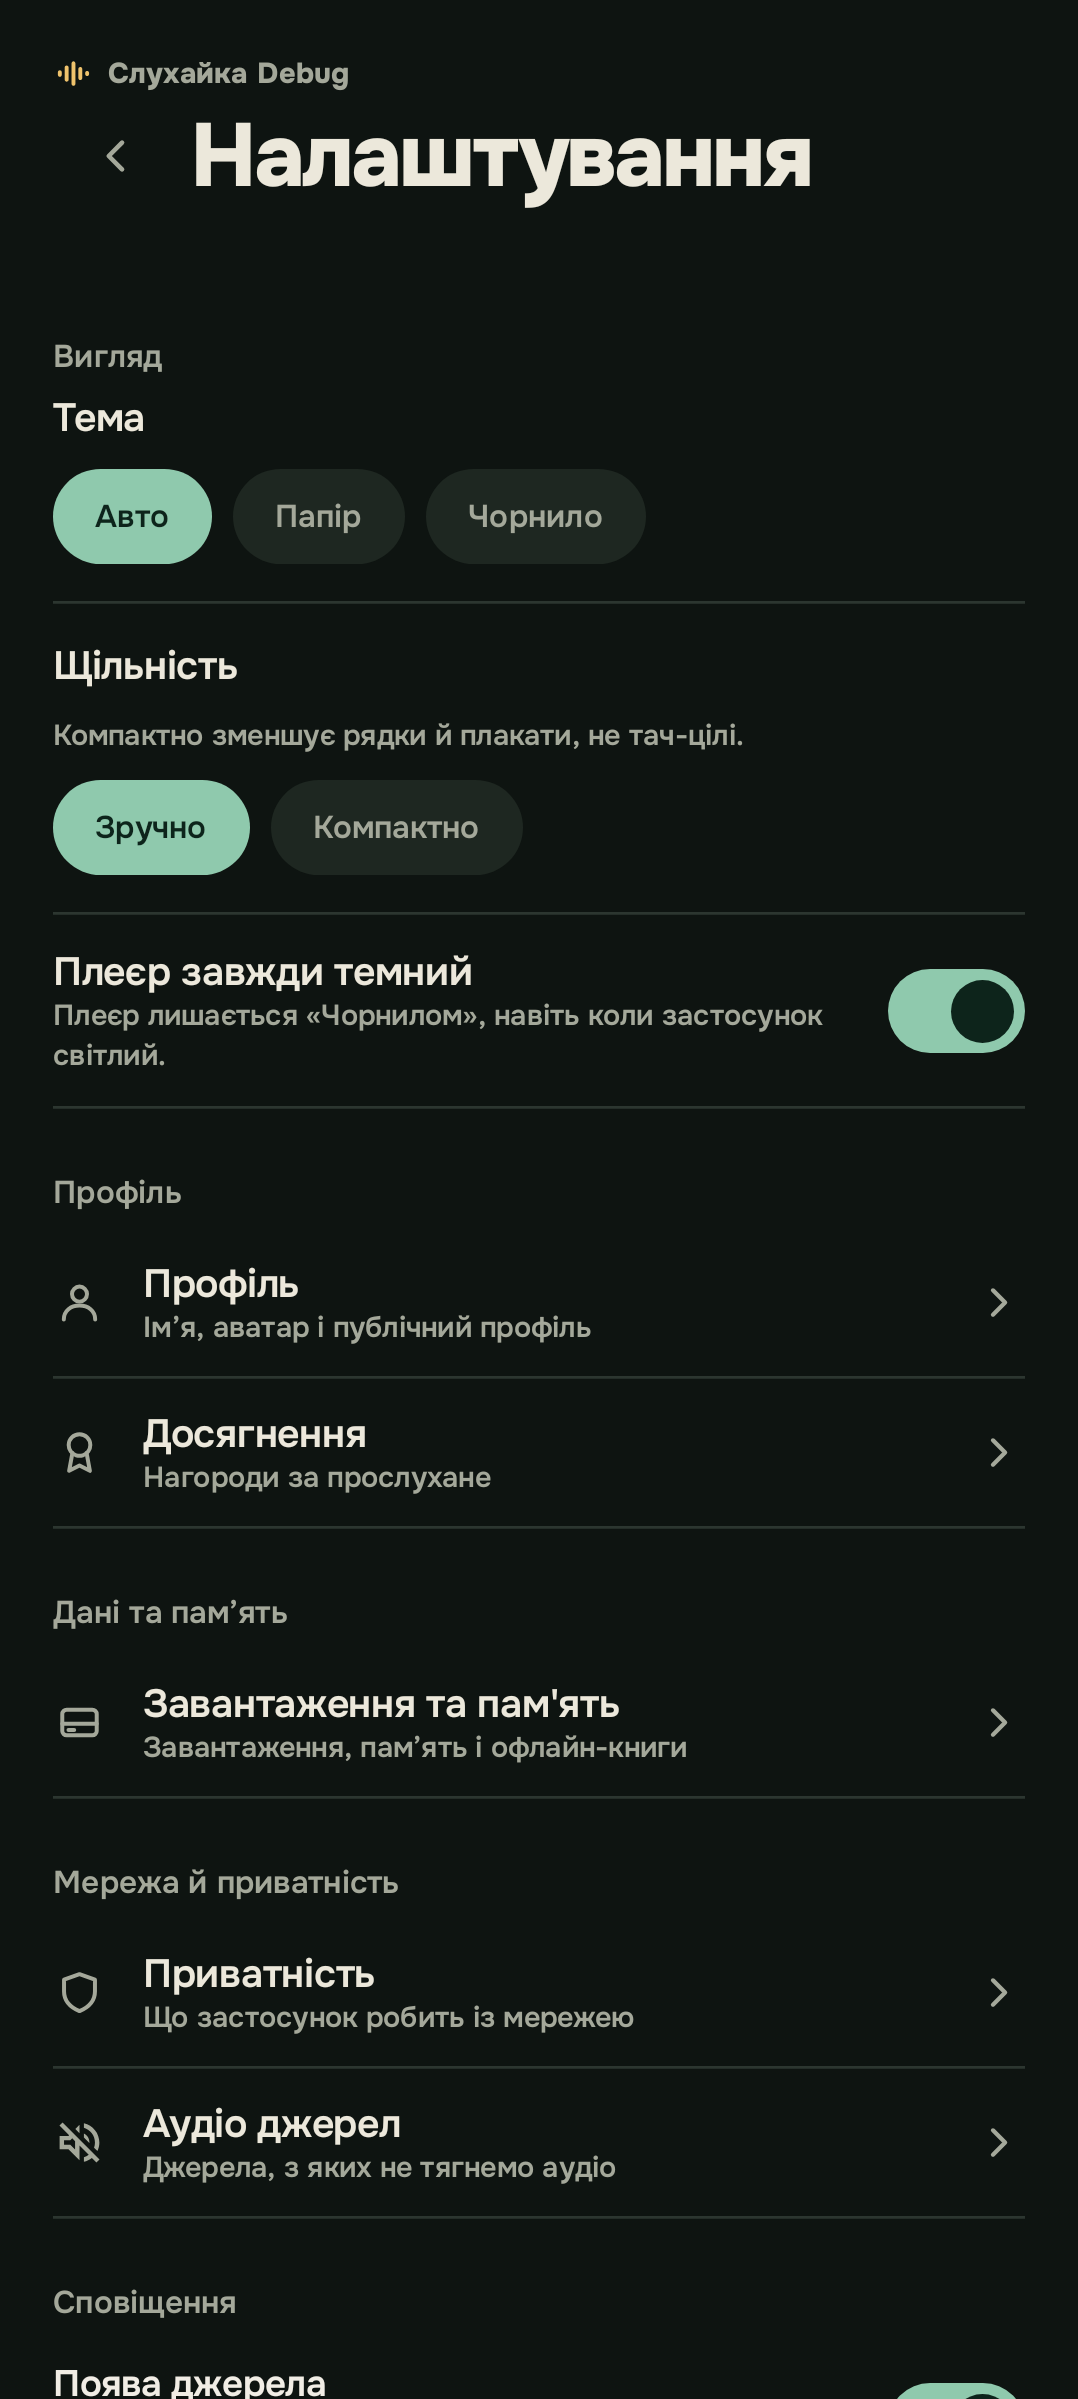 Слухайка Debug
Налаштування
Вигляд
Тема
Авто
Папір
Чорнило
Щільність
Компактно зменшує рядки й плакати, не тач-цілі.
Зручно
Компактно
Плеєр завжди темний
Плеєр лишається «Чорнилом», навіть коли застосунок
світлий.
Профіль
Профіль
Ім’я, аватар і публічний профіль
Досягнення
Нагороди за прослухане
Дані та пам’ять
Завантаження та пам'ять
Завантаження, пам’ять і офлайн-книги
Мережа й приватність
Приватність
Що застосунок робить із мережею
Аудіо джерел
Джерела, з яких не тягнемо аудіо
Сповіщення
Поява джерела